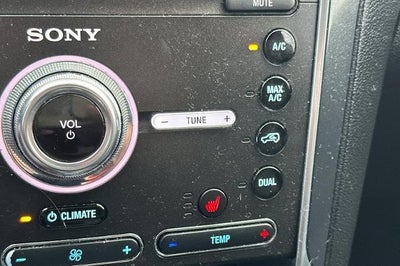 MUTE
SONY
A/C
MAX
A/C
VOL
− TUNE +
DUAL
CLIMATE
− +
− TEMP +